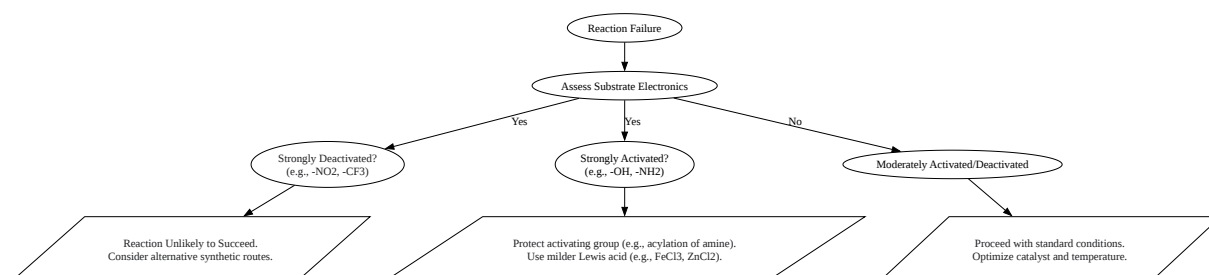 Reaction Failure
Assess Substrate Electronics
Yes
Yes
No
Strongly Deactivated?
(e.g., -NO2, -CF3)
Strongly Activated?
(e.g., -OH, -NH2)
Moderately Activated/Deactivated
Reaction Unlikely to Succeed.
Consider alternative synthetic routes.
Protect activating group (e.g., acylation of amine).
Use milder Lewis acid (e.g., FeCl3, ZnCl2).
Proceed with standard conditions.
Optimize catalyst and temperature.